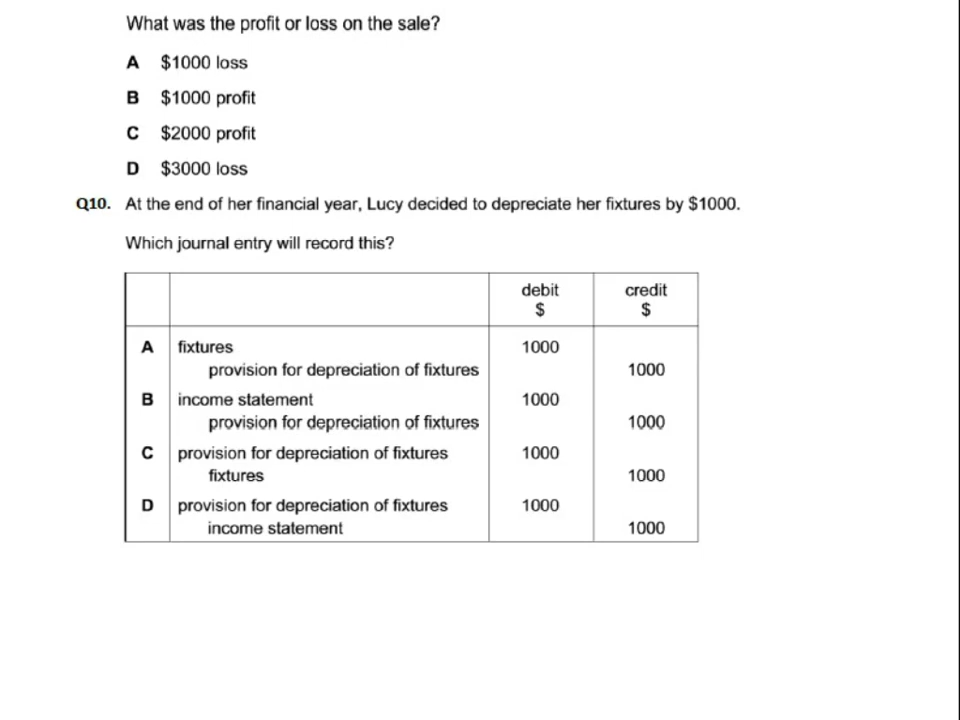 What was the profit or loss on the sale?
A $1000 loss
B $1000 profit
C $2000 profit
D $3000 loss
Q10. At the end of her financial year, Lucy decided to depreciate her fixtures by $1000.
Which journal entry will record this?
debit credit
$ $
A fixtures 1000
provision for depreciation of fixtures 1000
B income statement 1000
provision for depreciation of fixtures 1000
C provision for depreciation of fixtures 1000
fixtures 1000
D provision for depreciation of fixtures 1000
income statement 1000